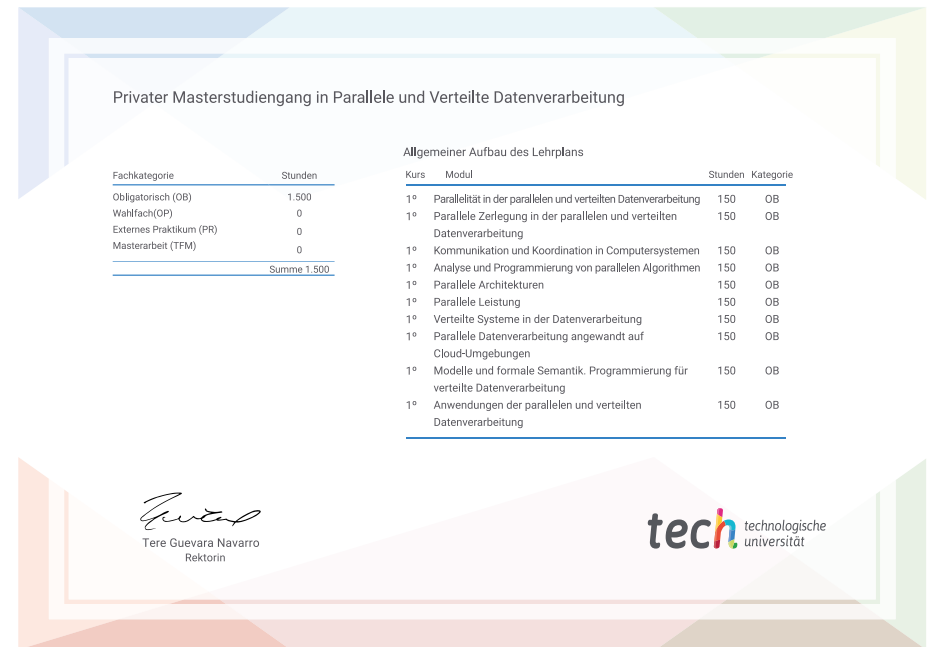 Privater Masterstudiengang in Parallele und Verteilte Datenverarbeitung
Fachkategorie Stunden
Obligatorisch (OB) 1.500
Wahlfach(OP) 0
Externes Praktikum (PR) 0
Masterarbeit (TFM) 0
Summe 1.500
Allgemeiner Aufbau des Lehrplans
Kurs Modul Stunden Kategorie
1º Parallelität in der parallelen und verteilten Datenverarbeitung 150 OB
1º Parallele Zerlegung in der parallelen und verteilten 150 OB
Datenverarbeitung
1º Kommunikation und Koordination in Computersystemen 150 OB
1º Analyse und Programmierung von parallelen Algorithmen 150 OB
1º Parallele Architekturen 150 OB
1º Parallele Leistung 150 OB
1º Verteilte Systeme in der Datenverarbeitung 150 OB
1º Parallele Datenverarbeitung angewandt auf 150 OB
Cloud-Umgebungen
1º Modelle und formale Semantik. Programmierung für 150 OB
verteilte Datenverarbeitung
1º Anwendungen der parallelen und verteilten 150 OB
Datenverarbeitung
Tere Guevara Navarro
Rektorin
tech technologische
universität